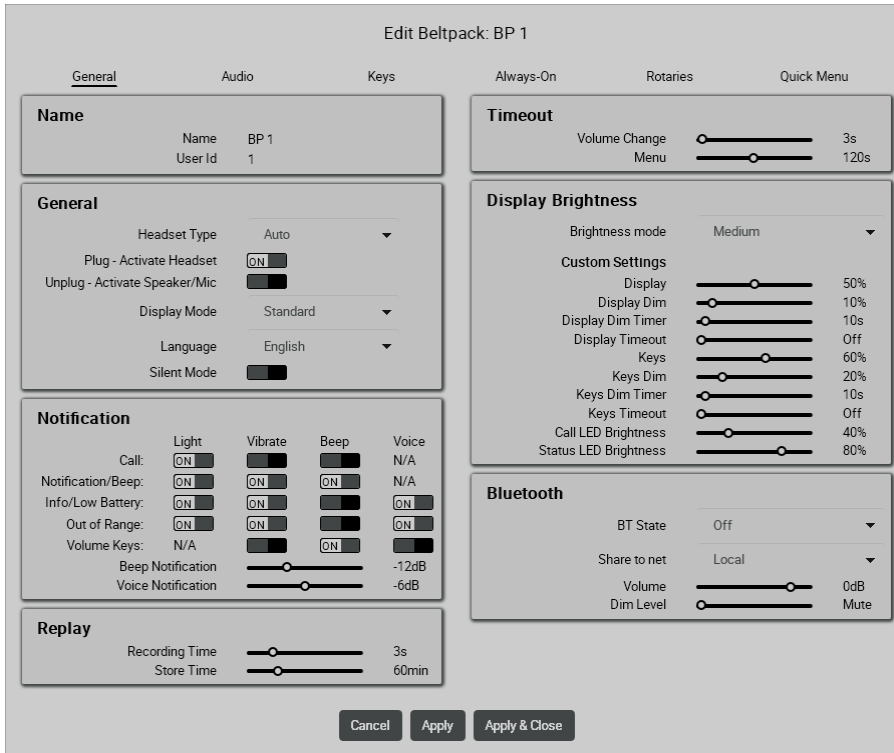 Edit Beltpack: BP 1
General Audio Keys Always-On Rotaries Quick Menu
Name
Name BP 1
User Id 1
General
Headset Type Auto
Plug - Activate Headset ON
Unplug - Activate Speaker/Mic
Display Mode Standard
Language English
Silent Mode
Notification
Light Vibrate Beep Voice
Call: ON N/A
Notification/Beep: ON ON ON N/A
Info/Low Battery: ON ON ON
Out of Range: ON ON ON
Volume Keys: N/A ON
Beep Notification -12dB
Voice Notification -6dB
Replay
Recording Time 3s
Store Time 60min
Timeout
Volume Change 3s
Menu 120s
Display Brightness
Brightness mode Medium
Custom Settings
Display 50%
Display Dim 10%
Display Dim Timer 10s
Display Timeout Off
Keys 60%
Keys Dim 20%
Keys Dim Timer 10s
Keys Timeout Off
Call LED Brightness 40%
Status LED Brightness 80%
Bluetooth
BT State Off
Share to net Local
Volume 0dB
Dim Level Mute
Cancel Apply Apply & Close